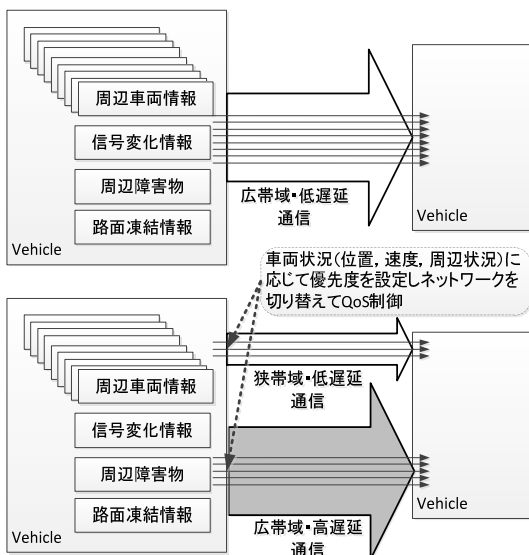 周辺車両情報
信号変化情報
周辺障害物
路面凍結情報
Vehicle
広帯域・低遅延
通信
車両状況(位置, 速度, 周辺状況)に
応じて優先度を設定しネットワークを
切り替えてQoS制御
周辺車両情報
信号変化情報
周辺障害物
路面凍結情報
Vehicle
狭帯域・低遅延
通信
広帯域・高遅延
通信
Vehicle